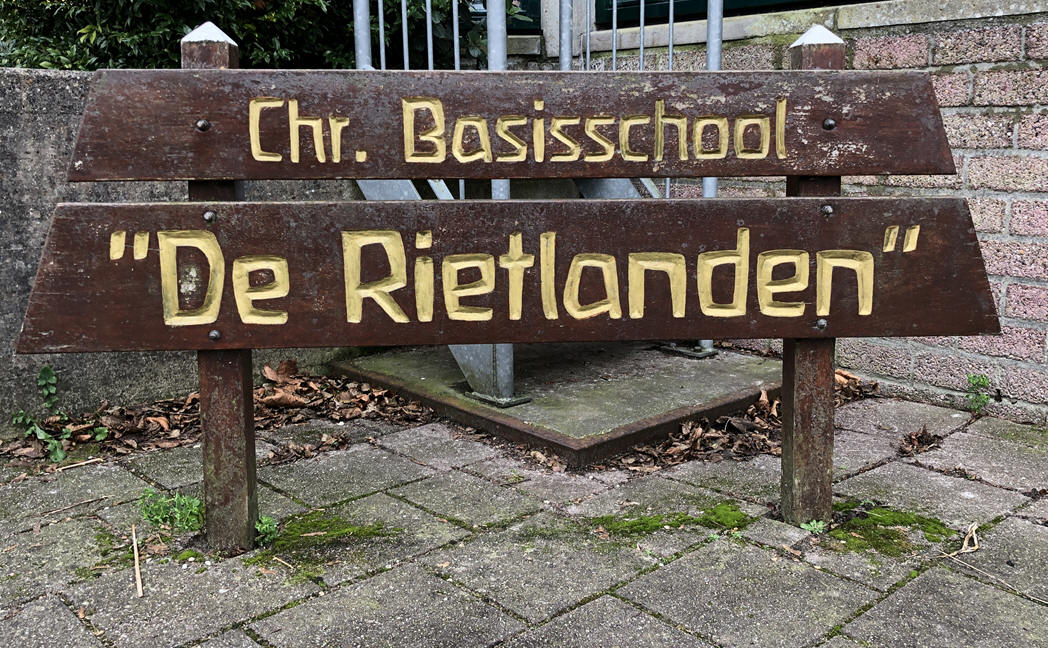 Chr. Basisschool
"De Rietlanden"